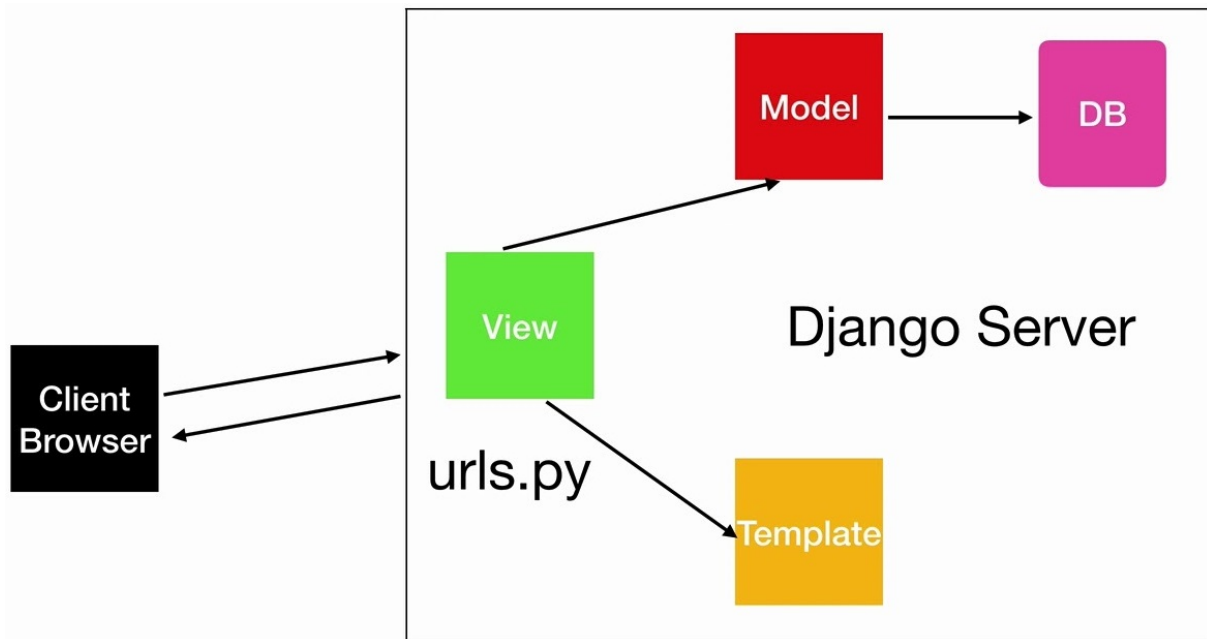 Model
DB
View
Django Server
Client
Browser
urls.py
Template